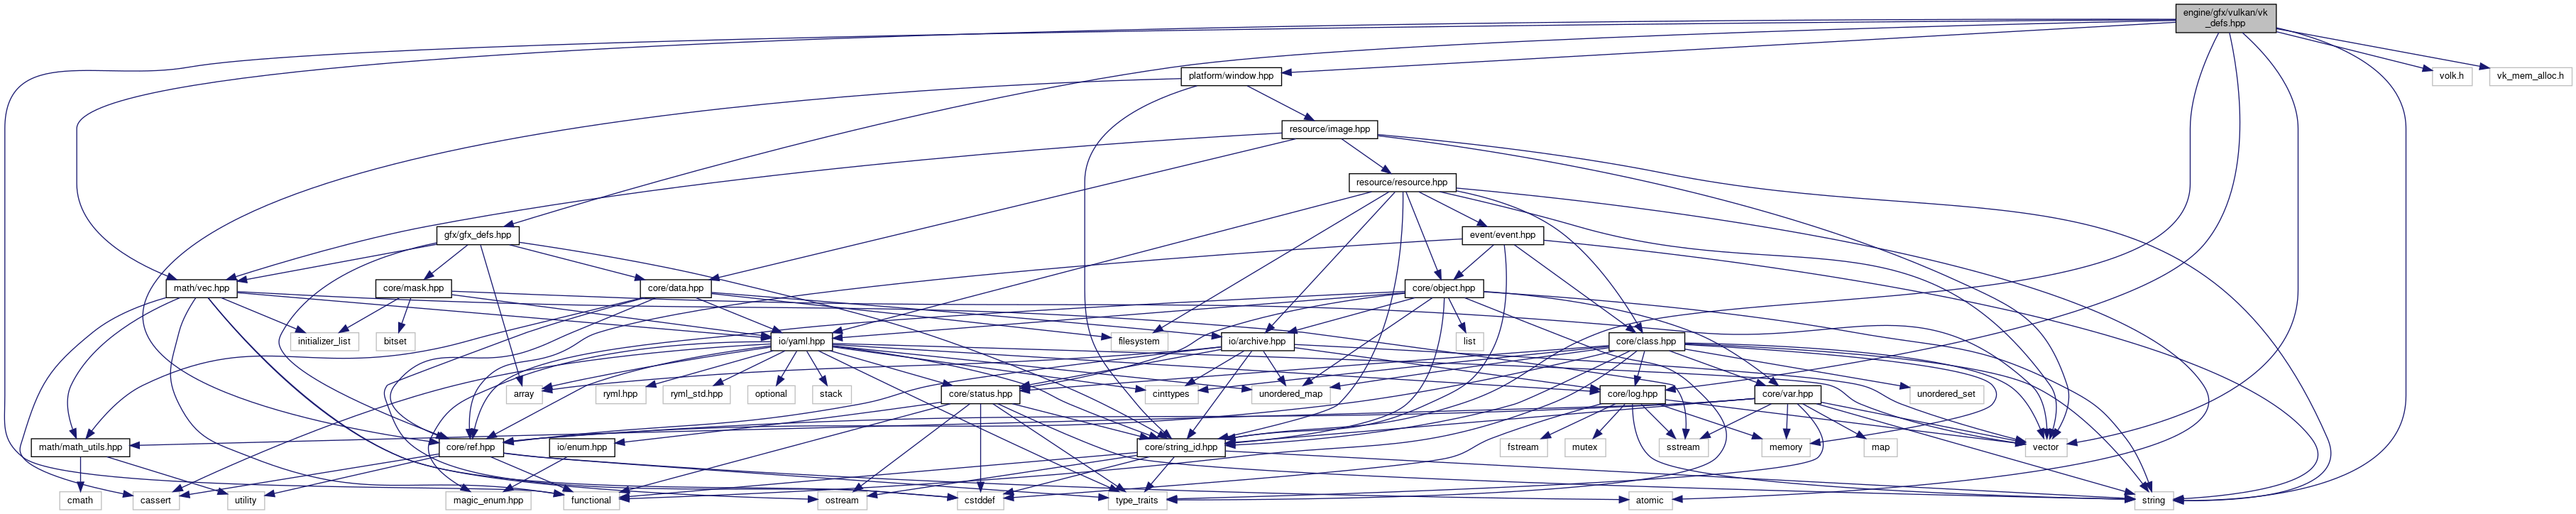 engine/gfx/vulkan/vk
_defs.hpp
platform/window.hpp
volk.h
vk_mem_alloc.h
resource/image.hpp
resource/resource.hpp
gfx/gfx_defs.hpp
event/event.hpp
math/vec.hpp
core/mask.hpp
core/data.hpp
core/object.hpp
initializer_list
bitset
io/yaml.hpp
filesystem
io/archive.hpp
list
core/class.hpp
array
ryml.hpp
ryml_std.hpp
optional
stack
core/status.hpp
cinttypes
unordered_map
core/log.hpp
core/var.hpp
unordered_set
math/math_utils.hpp
core/ref.hpp
io/enum.hpp
core/string_id.hpp
fstream
mutex
sstream
memory
map
vector
cmath
cassert
utility
magic_enum.hpp
functional
ostream
cstddef
type_traits
atomic
string